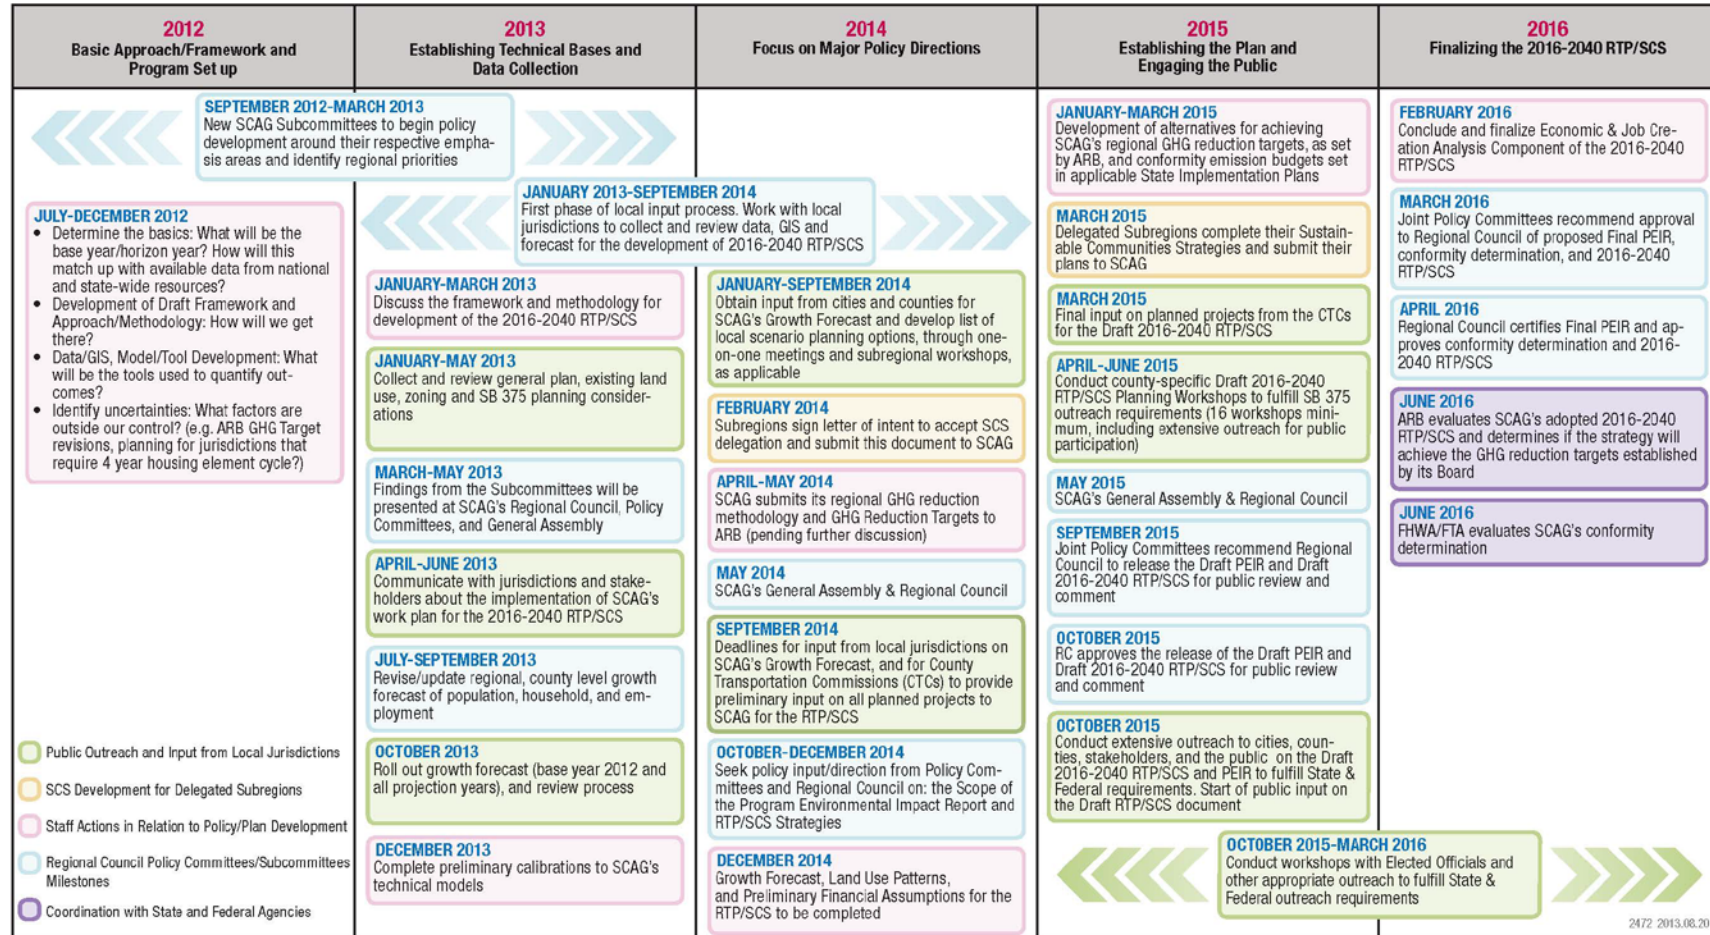 2012
Basic Approach/Framework and
Program Set up
2013
Establishing Technical Bases and
Data Collection
2014
Focus on Major Policy Directions
2015
Establishing the Plan and
Engaging the Public
2016
Finalizing the 2016-2040 RTP/SCS
SEPTEMBER 2012-MARCH 2013
New SCAG Subcommittees to begin policy
development around their respective empha-
sis areas and identify regional priorities
JANUARY 2013-SEPTEMBER 2014
First phase of local input process. Work with local
jurisdictions to collect and review data, GIS and
forecast for the development of 2016-2040 RTP/SCS
JULY-DECEMBER 2012
• Determine the basics: What will be the
base year/horizon year? How will this
match up with available data from national
and state-wide resources?
• Development of Draft Framework and
Approach/Methodology: How will we get
there?
• Data/GIS, Model/Tool Development: What
will be the tools used to quantify out-
comes?
• Identify uncertainties: What factors are
outside our control? (e.g. ARB GHG Target
revisions, planning for jurisdictions that
require 4 year housing element cycle?)
Public Outreach and Input from Local Jurisdictions
SCS Development for Delegated Subregions
Staff Actions in Relation to Policy/Plan Development
Regional Council Policy Committees/Subcommittees
Milestones
Coordination with State and Federal Agencies
JANUARY-MARCH 2013
Discuss the framework and methodology for
development of the 2016-2040 RTP/SCS
JANUARY-MAY 2013
Collect and review general plan, existing land
use, zoning and SB 375 planning consider-
ations
MARCH-MAY 2013
Findings from the Subcommittees will be
presented at SCAG's Regional Council, Policy
Committees, and General Assembly
APRIL-JUNE 2013
Communicate with jurisdictions and stake-
holders about the implementation of SCAG's
work plan for the 2016-2040 RTP/SCS
JULY-SEPTEMBER 2013
Revise/update regional, county level growth
forecast of population, household, and em-
ployment
OCTOBER 2013
Roll out growth forecast (base year 2012 and
all projection years), and review process
DECEMBER 2013
Complete preliminary calibrations to SCAG's
technical models
JANUARY-SEPTEMBER 2014
Obtain input from cities and counties for
SCAG's Growth Forecast and develop list of
local scenario planning options, through one-
on-one meetings and subregional workshops,
as applicable
FEBRUARY 2014
Subregions sign letter of intent to accept SCS
delegation and submit this document to SCAG
APRIL-MAY 2014
SCAG submits its regional GHG reduction
methodology and GHG Reduction Targets to
ARB (pending further discussion)
MAY 2014
SCAG's General Assembly & Regional Council
SEPTEMBER 2014
Deadlines for input from local jurisdictions on
SCAG's Growth Forecast, and for County
Transportation Commissions (CTCs) to provide
preliminary input on all planned projects to
SCAG for the RTP/SCS
OCTOBER-DECEMBER 2014
Seek policy input/direction from Policy Com-
mittees and Regional Council on: the Scope of
the Program Environmental Impact Report and
RTP/SCS Strategies
DECEMBER 2014
Growth Forecast, Land Use Patterns,
and Preliminary Financial Assumptions for the
RTP/SCS to be completed
JANUARY-MARCH 2015
Development of alternatives for achieving
SCAG's regional GHG reduction targets, as set
by ARB, and conformity emission budgets set
in applicable State Implementation Plans
MARCH 2015
Delegated Subregions complete their Sustain-
able Communities Strategies and submit their
plans to SCAG
MARCH 2015
Final input on planned projects from the CTCs
for the Draft 2016-2040 RTP/SCS
APRIL-JUNE 2015
Conduct county-specific Draft 2016-2040
RTP/SCS Planning Workshops to fulfill SB 375
outreach requirements (16 workshops mini-
mum, including extensive outreach for public
participation)
MAY 2015
SCAG's General Assembly & Regional Council
SEPTEMBER 2015
Joint Policy Committees recommend Regional
Council to release the Draft PEIR and Draft
2016-2040 RTP/SCS for public review and
comment
OCTOBER 2015
RC approves the release of the Draft PEIR and
Draft 2016-2040 RTP/SCS for public review
and comment
OCTOBER 2015
Conduct extensive outreach to cities, coun-
ties, stakeholders, and the public on the Draft
2016-2040 RTP/SCS and PEIR to fulfill State &
Federal requirements. Start of public input on
the Draft RTP/SCS document
FEBRUARY 2016
Conclude and finalize Economic & Job Cre-
ation Analysis Component of the 2016-2040
RTP/SCS
MARCH 2016
Joint Policy Committees recommend approval
to Regional Council of proposed Final PEIR,
conformity determination, and 2016-2040
RTP/SCS
APRIL 2016
Regional Council certifies Final PEIR and ap-
proves conformity determination and 2016-
2040 RTP/SCS
JUNE 2016
ARB evaluates SCAG's adopted 2016-2040
RTP/SCS and determines if the strategy will
achieve the GHG reduction targets established
by its Board
JUNE 2016
FHWA/FTA evaluates SCAG's conformity
determination
OCTOBER 2015-MARCH 2016
Conduct workshops with Elected Officials and
other appropriate outreach to fulfill State &
Federal outreach requirements
2472 2013.08.20